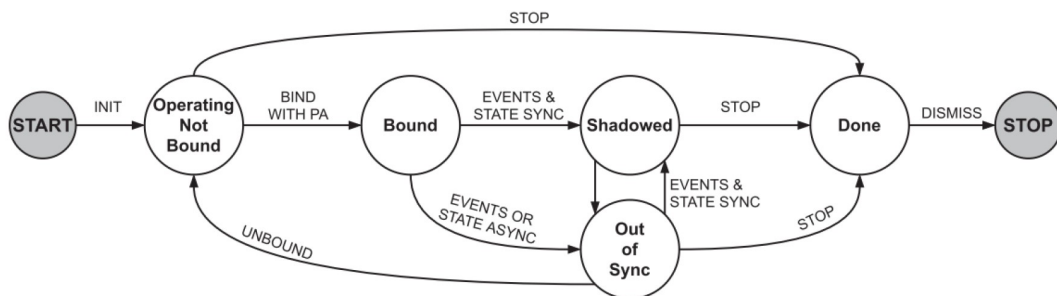 STOP
START
INIT
Operating
Not
Bound
BIND
WITH PA
Bound
EVENTS &
STATE SYNC
Shadowed
STOP
Done
DISMISS
STOP
EVENTS OR
STATE ASYNC
EVENTS &
STATE SYNC
UNBOUND
Out
of
Sync
STOP